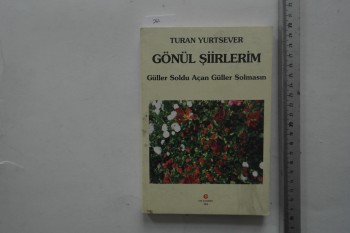 TURAN YURTSEVER
GÖNÜL ŞİİRLERİM
Güller Soldu Açan Güller Solmasın